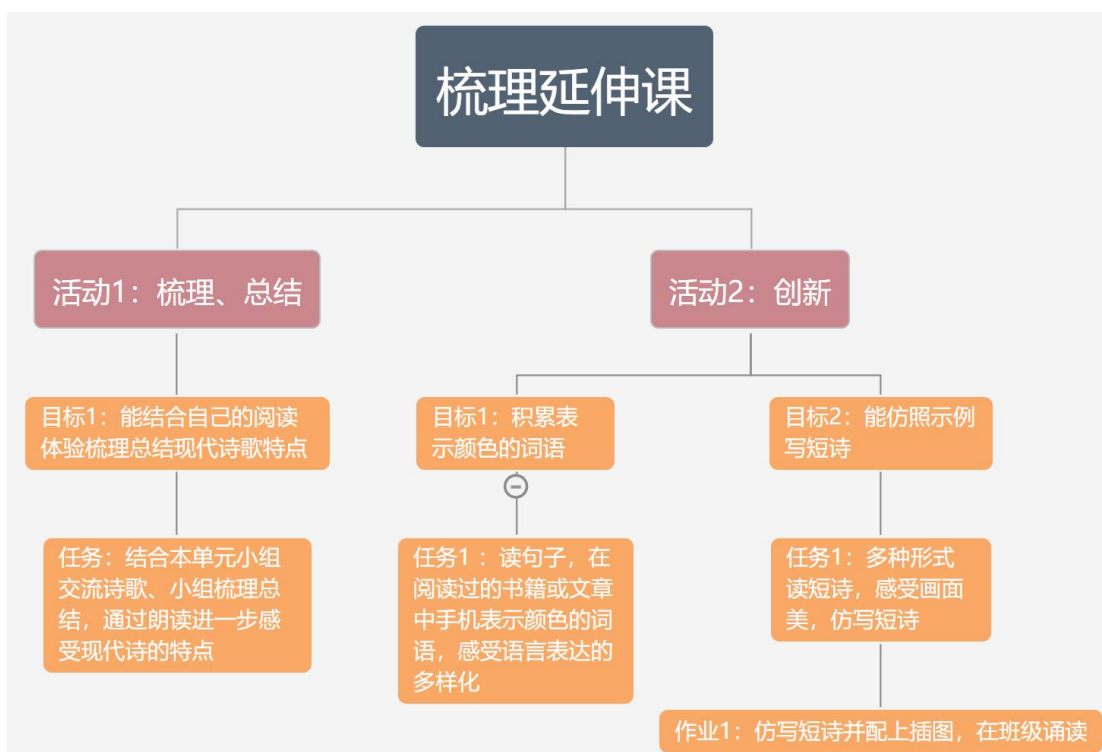 梳理延伸课
活动1：梳理、总结
活动2：创新
目标1：能结合自己的阅读
体验梳理总结现代诗歌特点
目标1：积累表
示颜色的词语
目标2：能仿照示例
写短诗
任务：结合本单元小组
交流诗歌、小组梳理总
结，通过朗读进一步感
受现代诗的特点
任务1 ：读句子，在
阅读过的书籍或文章
中手机表示颜色的词
语，感受语言表达的
多样化
任务1：多种形式
读短诗，感受画面
美，仿写短诗
作业1：仿写短诗并配上插图，在班级诵读